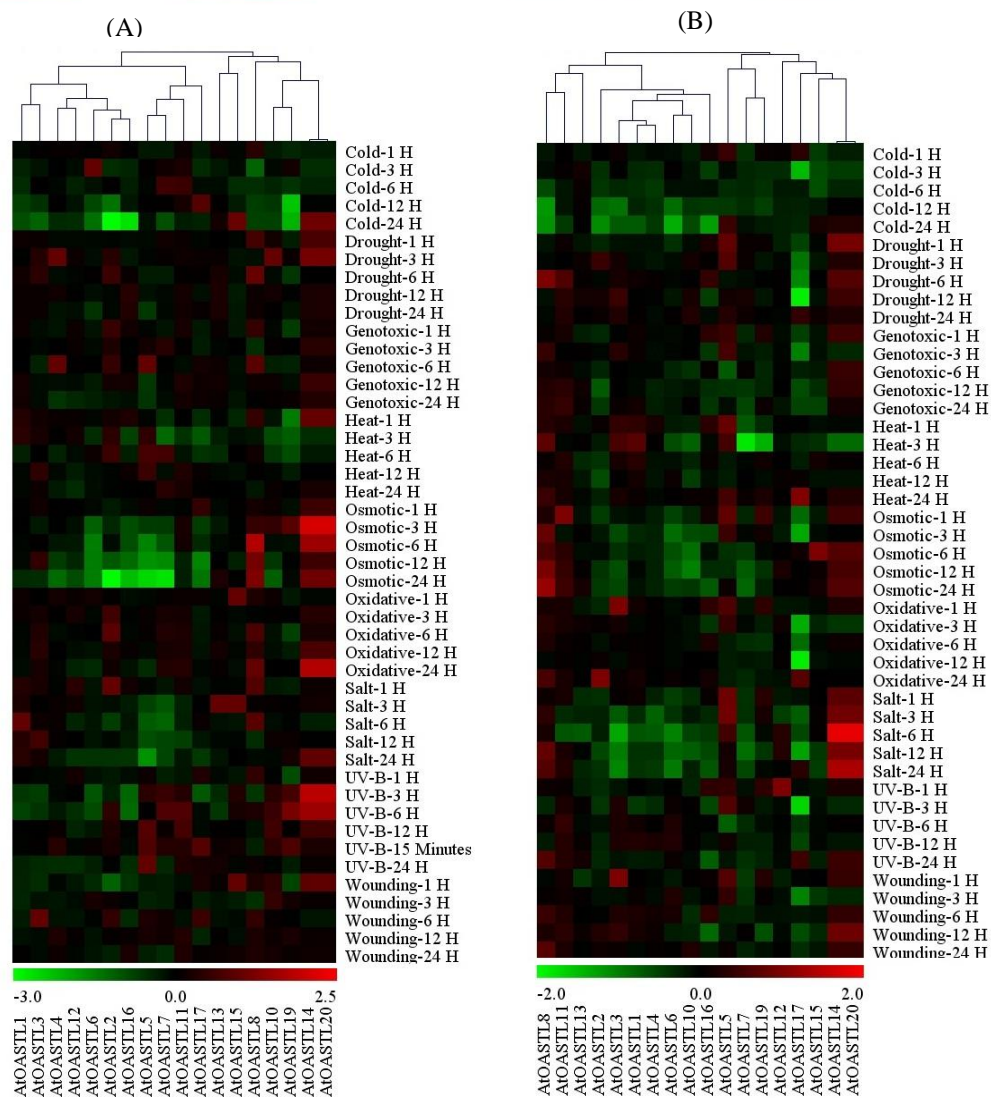 (A)
Cold-1 H
Cold-3 H
Cold-6 H
Cold-12 H
Cold-24 H
Drought-1 H
Drought-3 H
Drought-6 H
Drought-12 H
Drought-24 H
Genotoxic-1 H
Genotoxic-3 H
Genotoxic-6 H
Genotoxic-12 H
Genotoxic-24 H
Heat-1 H
Heat-3 H
Heat-6 H
Heat-12 H
Heat-24 H
Osmotic-1 H
Osmotic-3 H
Osmotic-6 H
Osmotic-12 H
Osmotic-24 H
Oxidative-1 H
Oxidative-3 H
Oxidative-6 H
Oxidative-12 H
Oxidative-24 H
Salt-1 H
Salt-3 H
Salt-6 H
Salt-12 H
Salt-24 H
UV-B-1 H
UV-B-3 H
UV-B-6 H
UV-B-12 H
UV-B-15 Minutes
UV-B-24 H
Wounding-1 H
Wounding-3 H
Wounding-6 H
Wounding-12 H
Wounding-24 H
-3.0 0.0 2.5
AtOASTL1
AtOASTL3
AtOASTL4
AtOASTL12
AtOASTL6
AtOASTL2
AtOASTL16
AtOASTL5
AtOASTL7
AtOASTL11
AtOASTL17
AtOASTL13
AtOASTL15
AtOASTL8
AtOASTL10
AtOASTL19
AtOASTL14
AtOASTL20
(B)
Cold-1 H
Cold-3 H
Cold-6 H
Cold-12 H
Cold-24 H
Drought-1 H
Drought-3 H
Drought-6 H
Drought-12 H
Drought-24 H
Genotoxic-1 H
Genotoxic-3 H
Genotoxic-6 H
Genotoxic-12 H
Genotoxic-24 H
Heat-1 H
Heat-3 H
Heat-6 H
Heat-12 H
Heat-24 H
Osmotic-1 H
Osmotic-3 H
Osmotic-6 H
Osmotic-12 H
Osmotic-24 H
Oxidative-1 H
Oxidative-3 H
Oxidative-6 H
Oxidative-12 H
Oxidative-24 H
Salt-1 H
Salt-3 H
Salt-6 H
Salt-12 H
Salt-24 H
UV-B-1 H
UV-B-3 H
UV-B-6 H
UV-B-12 H
UV-B-24 H
Wounding-1 H
Wounding-3 H
Wounding-6 H
Wounding-12 H
Wounding-24 H
-2.0 0.0 2.0
AtOASTL8
AtOASTL11
AtOASTL13
AtOASTL2
AtOASTL3
AtOASTL1
AtOASTL4
AtOASTL6
AtOASTL10
AtOASTL16
AtOASTL5
AtOASTL7
AtOASTL19
AtOASTL12
AtOASTL17
AtOASTL15
AtOASTL14
AtOASTL20